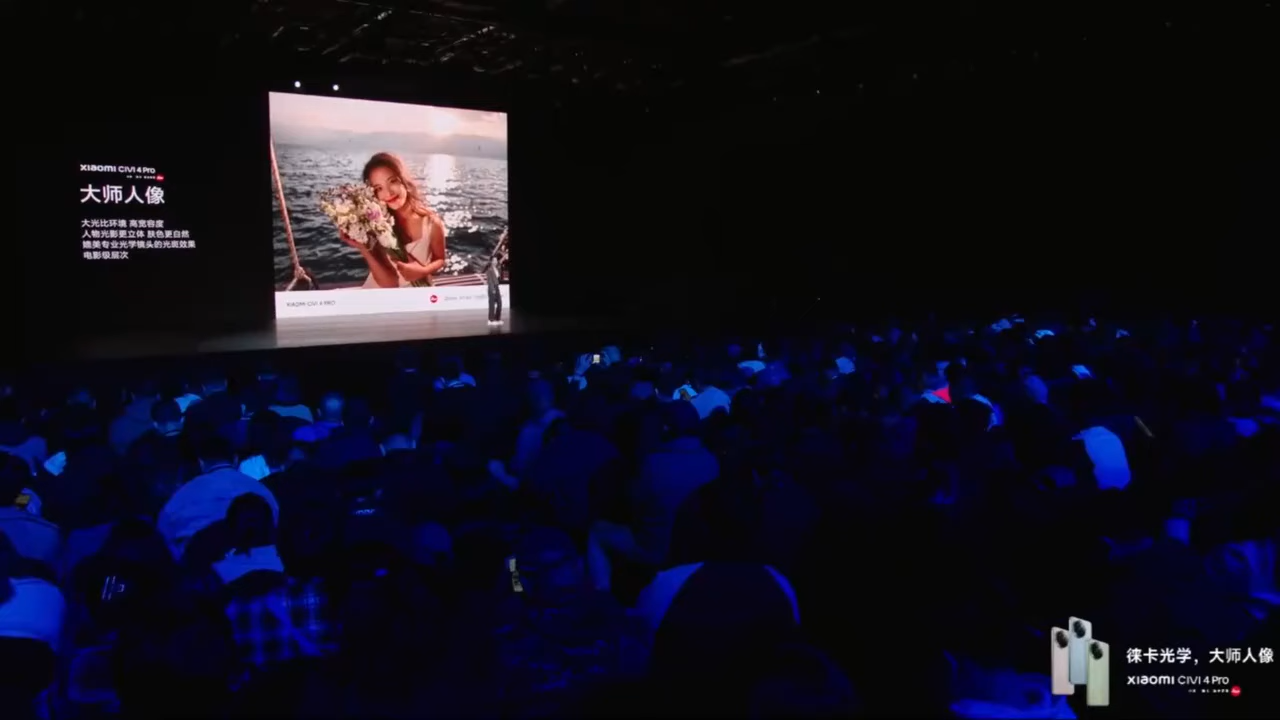 xiaomi CIVI 4 Pro
大师人像
大光比环境 高宽容度
人物光影更立体 肤色更自然
媲美专业光学镜头的光斑效果
电影级层次
XIAOMI CIVI 4 PRO
徕卡光学，大师人像
xiaomi CIVI 4 Pro